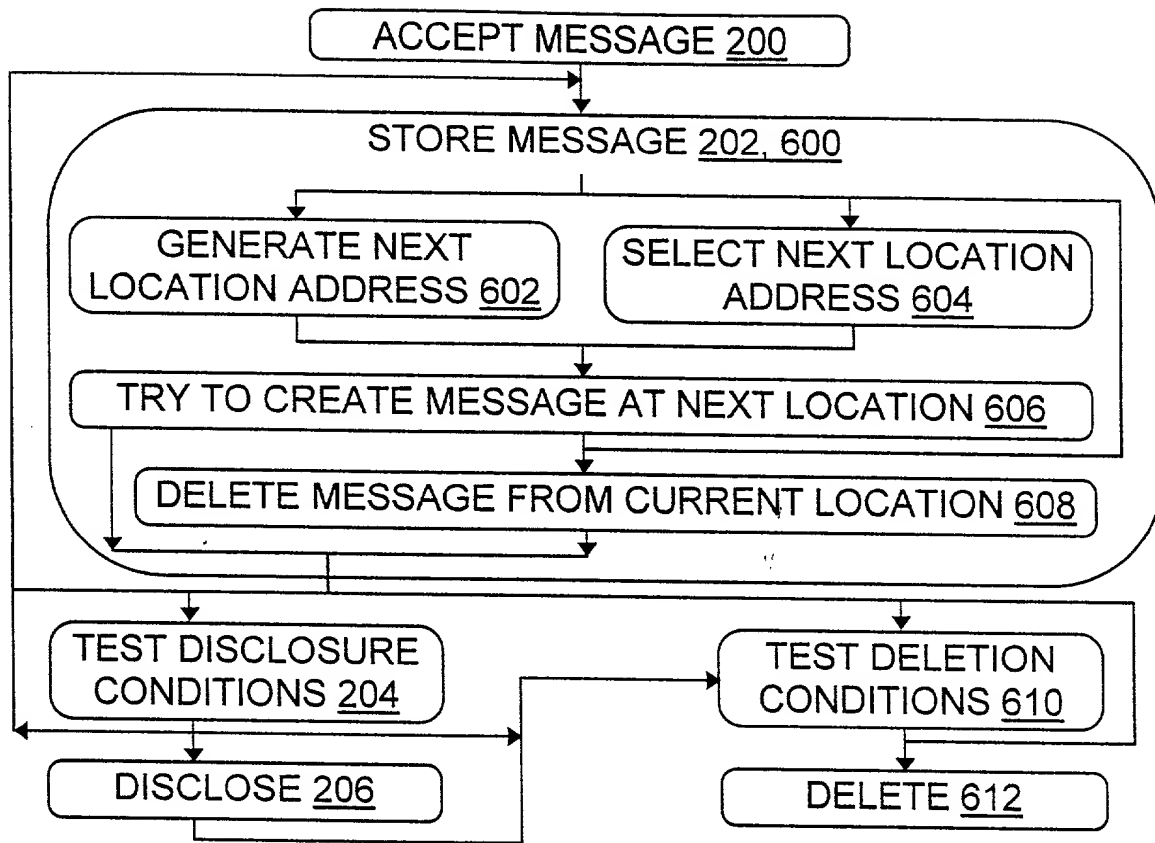 ACCEPT MESSAGE 200
STORE MESSAGE 202, 600
GENERATE NEXT
LOCATION ADDRESS 602
SELECT NEXT LOCATION
ADDRESS 604
TRY TO CREATE MESSAGE AT NEXT LOCATION 606
DELETE MESSAGE FROM CURRENT LOCATION 608
TEST DISCLOSURE
CONDITIONS 204
TEST DELETION
CONDITIONS 610
DISCLOSE 206
DELETE 612